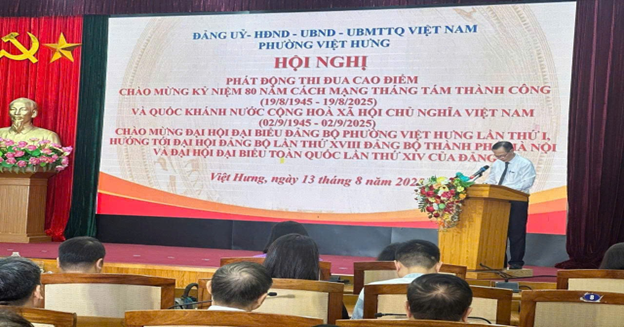 ĐẢNG UỶ- HĐND - UBND - UBMTTQ VIỆT NAM
PHƯỜNG VIỆT HƯNG
HỘI NGHỊ
PHÁT ĐỘNG THI ĐUA CAO ĐIỂM
CHÀO MỪNG KỶ NIỆM 80 NĂM CÁCH MẠNG THÁNG TÁM THÀNH CÔNG
(19/8/1945 - 19/8/2025)
VÀ QUỐC KHÁNH NƯỚC CỘNG HOÀ XÃ HỘI CHỦ NGHĨA VIỆT NAM
(02/9/1945 - 02/9/2025)
CHÀO MỪNG ĐẠI HỘI ĐẠI BIỂU ĐẢNG BỘ PHƯỜNG VIỆT HƯNG LẦN THỨ I,
HƯỚNG TỚI ĐẠI HỘI ĐẢNG BỘ LẦN THỨ XVIII ĐẢNG BỘ THÀNH PHỐ HÀ NỘI
VÀ ĐẠI HỘI ĐẠI BIỂU TOÀN QUỐC LẦN THỨ XIV CỦA ĐẢNG
Việt Hưng, ngày 13 tháng 8 năm